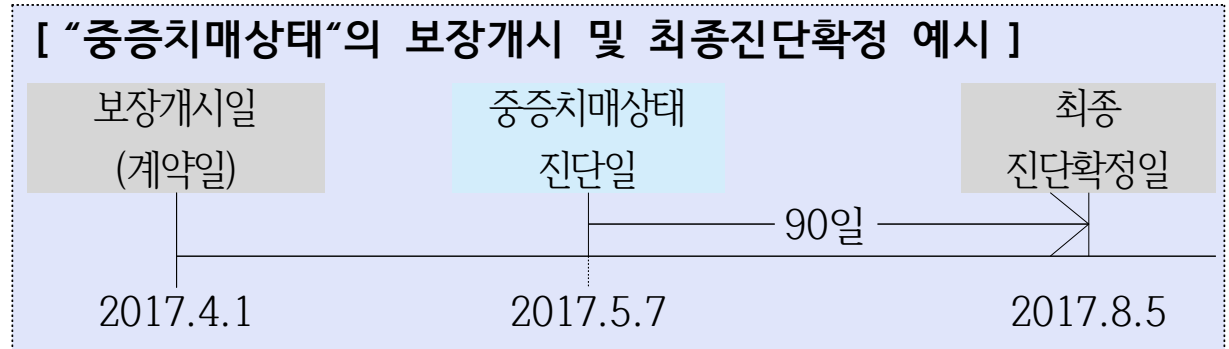 [ “중증치매상태“의 보장개시 및 최종진단확정 예시 ]
보장개시일
(계약일)
중증치매상태
진단일
최종
진단확정일
90일
2017.4.1
2017.5.7
2017.8.5